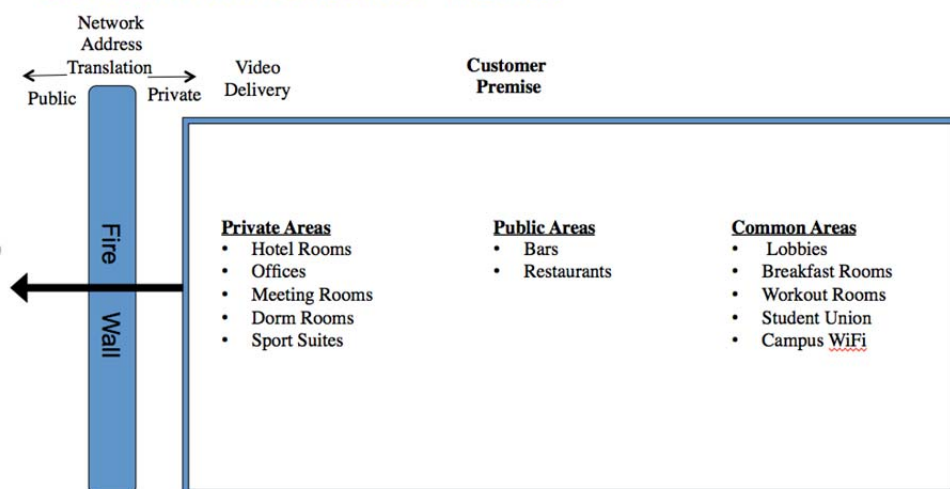 Network
Address
Translation
Public
Private
Video
Delivery
Customer
Premise
Fire Wall
Private Areas
• Hotel Rooms
• Offices
• Meeting Rooms
• Dorm Rooms
• Sport Suites
Public Areas
• Bars
• Restaurants
Common Areas
• Lobbies
• Breakfast Rooms
• Workout Rooms
• Student Union
• Campus WiFi